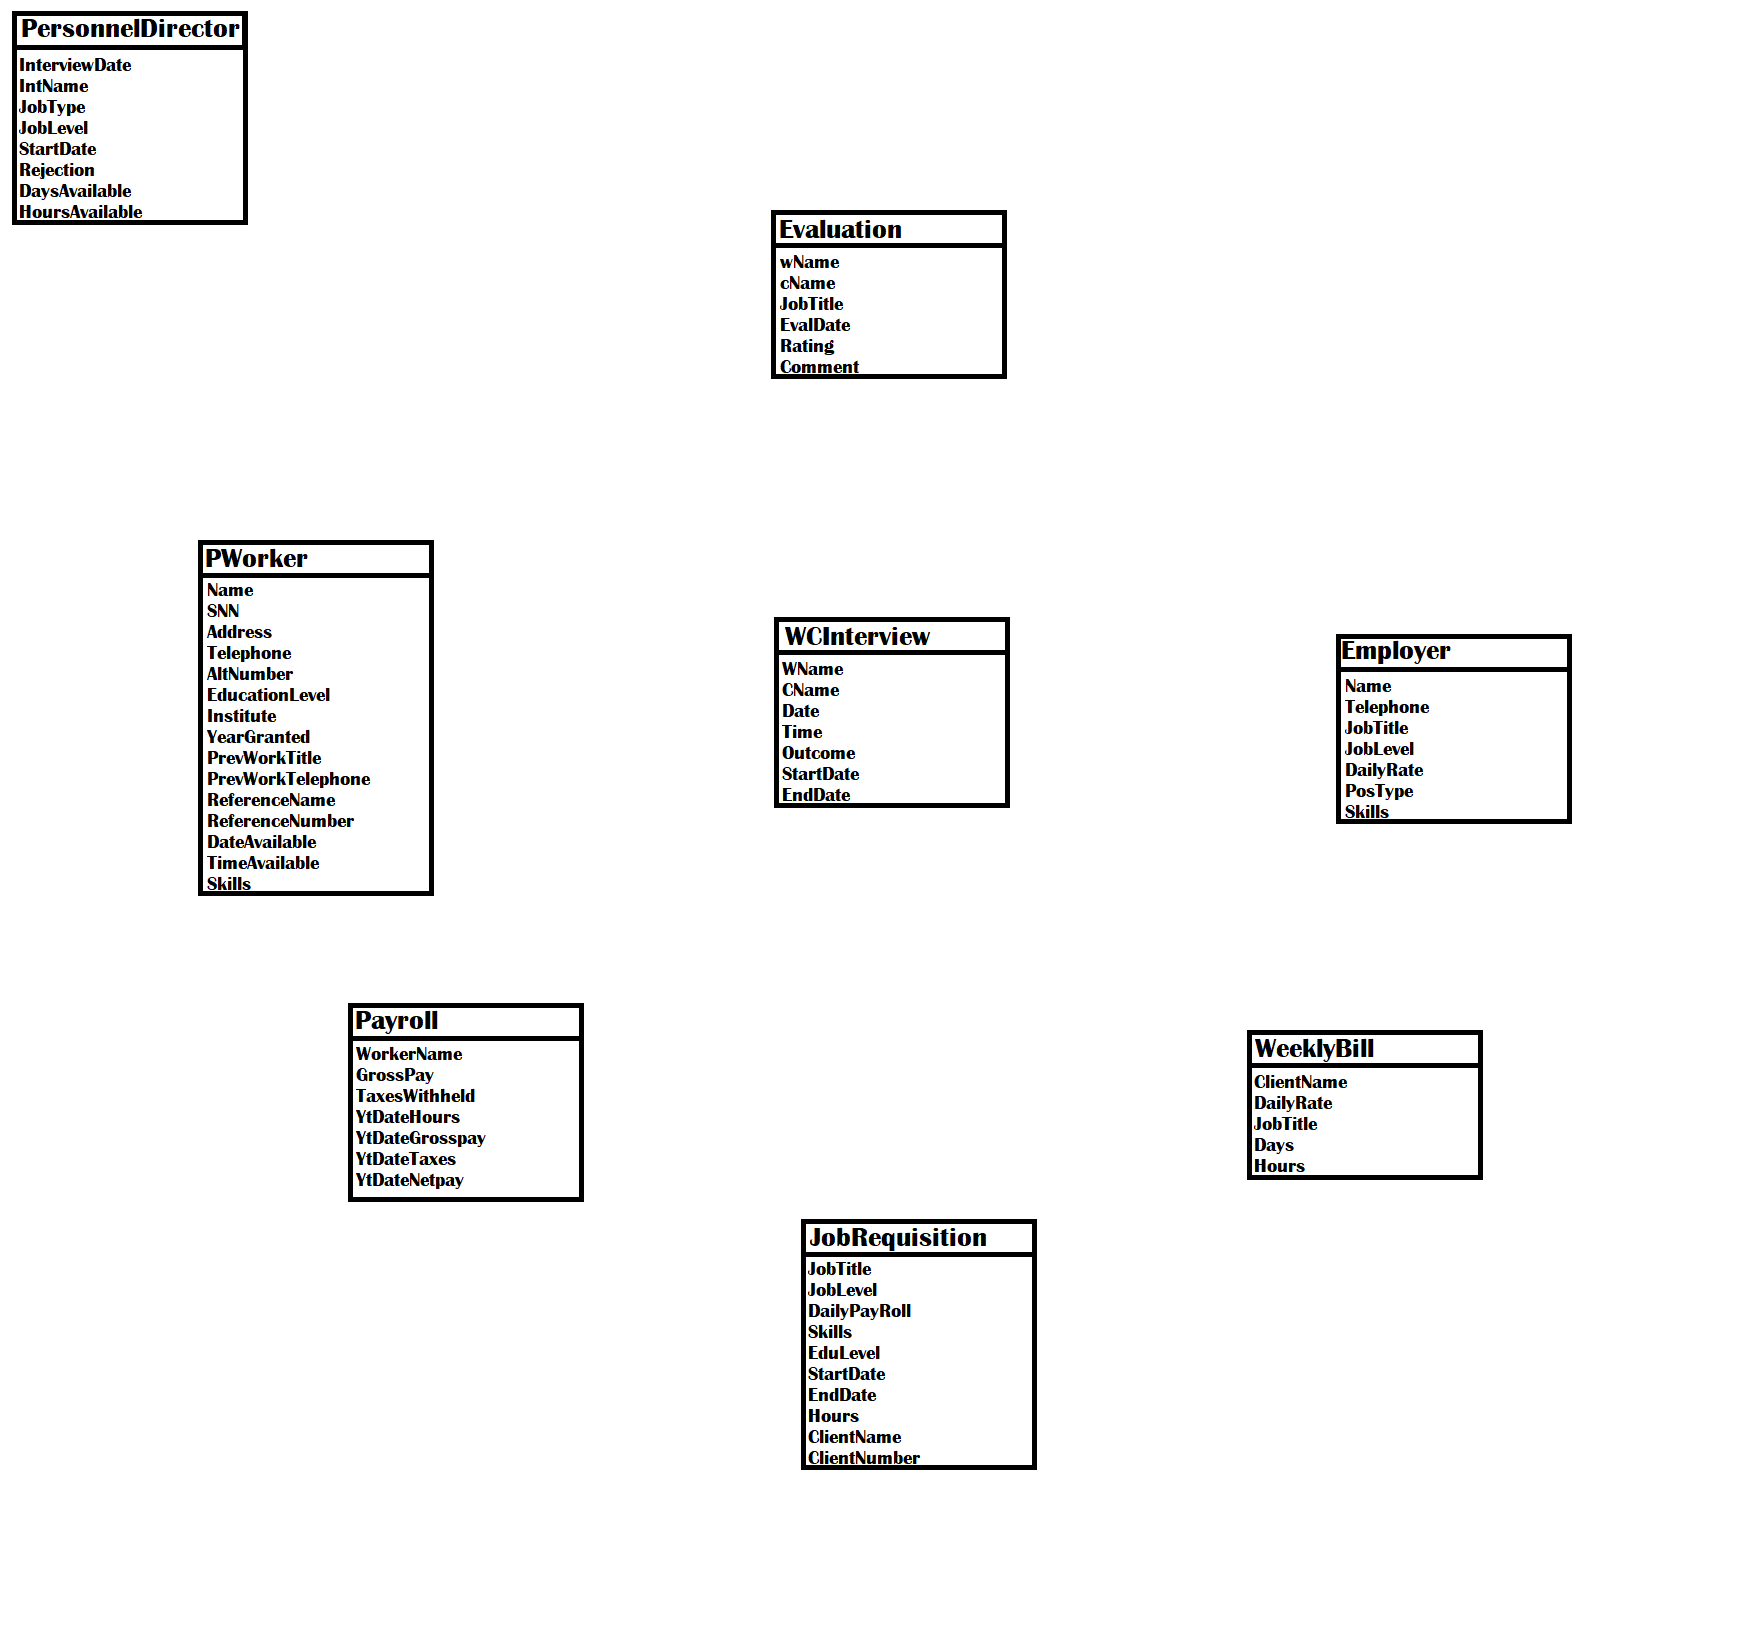 PersonnelDirector
InterviewDate
IntName
JobType
JobLevel
StartDate
Rejection
DaysAvailable
HoursAvailable
Evaluation
wName
cName
JobTitle
EvalDate
Rating
Comment
PWorker
Name
SNN
Address
Telephone
AltNumber
EducationLevel
Institute
YearGranted
PrevWorkTitle
PrevWorkTelephone
ReferenceName
ReferenceNumber
DateAvailable
TimeAvailable
Skills
WCInterview
WName
CName
Date
Time
Outcome
StartDate
EndDate
Employer
Name
Telephone
JobTitle
JobLevel
DailyRate
PosType
Skills
Payroll
WorkerName
GrossPay
TaxesWithheld
YtDateHours
YtDateGrosspay
YtDateTaxes
YtDateNetpay
WeeklyBill
ClientName
DailyRate
JobTitle
Days
Hours
JobRequisition
JobTitle
JobLevel
DailyPayRoll
Skills
EduLevel
StartDate
EndDate
Hours
ClientName
ClientNumber